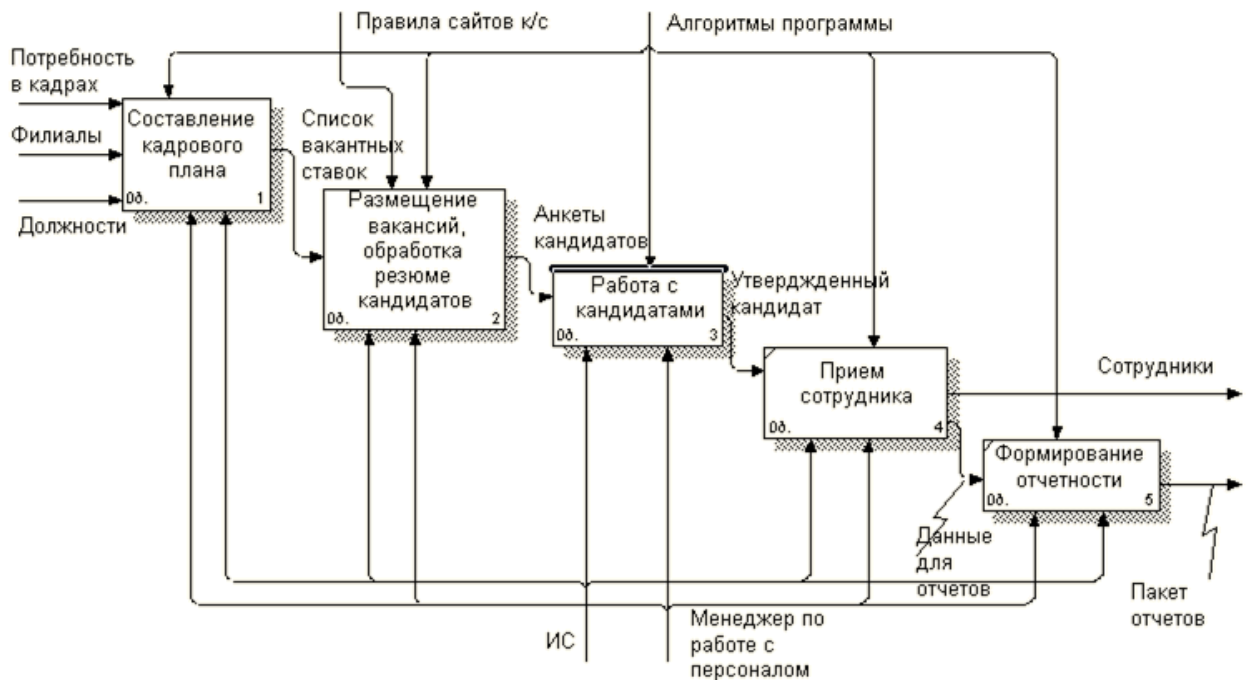 Правила сайтов к/с
Алгоритмы программы
Потребность
в кадрах
Филиалы
Должности
Составление
кадрового
плана
0д.
1
Список
вакантных
ставок
Размещение
вакансий,
обработка
резюме
кандидатов
0д.
2
Анкеты
кандидатов
Работа с
кандидатами
0д.
3
Утвержденный
кандидат
Прием
сотрудника
0д.
4
Сотрудники
Формирование
отчетности
0д.
5
Данные
для
отчетов
Пакет
отчетов
ИС
Менеджер по
работе с
персоналом